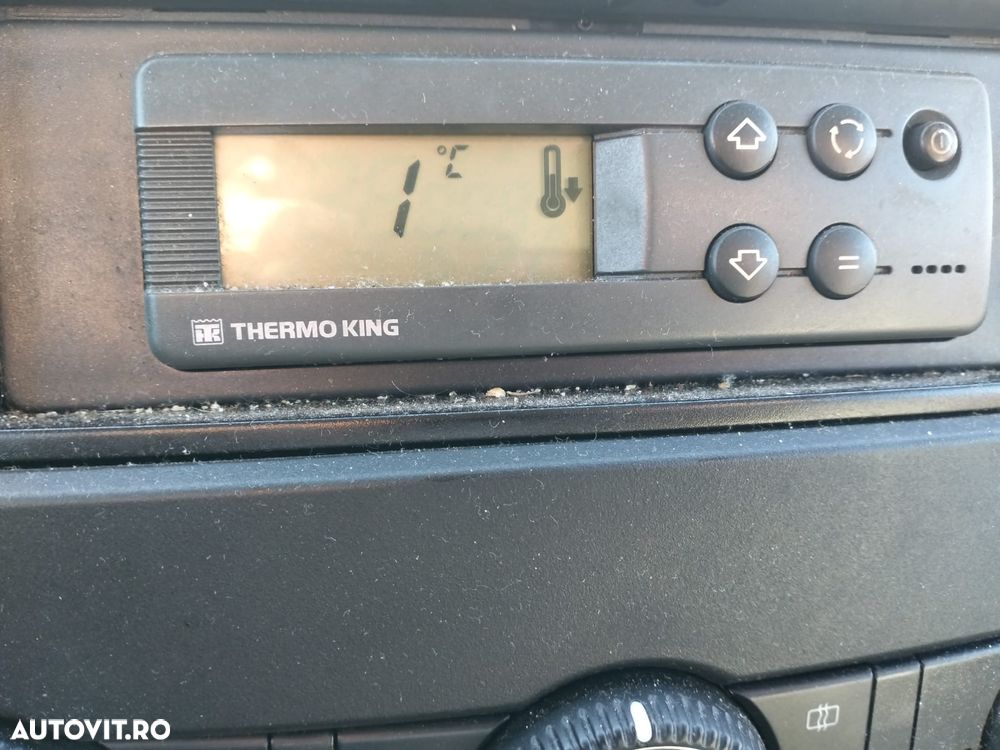 1 °C
THERMO KING
AUTOVIT.RO